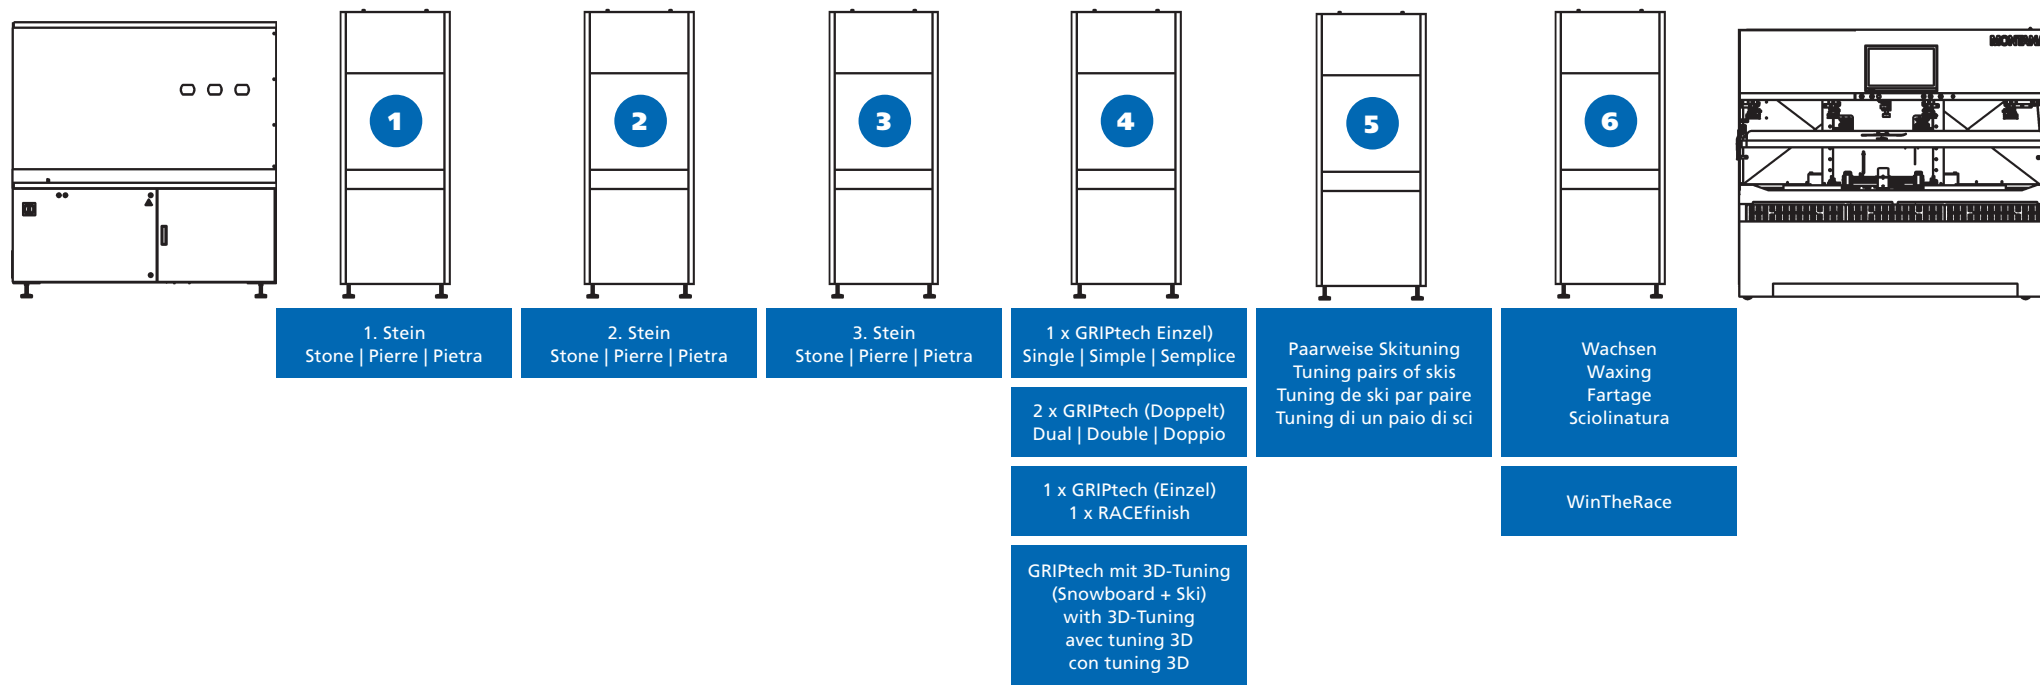 MONTANA
1
2
3
4
5
6
1. Stein
Stone | Pierre | Pietra
2. Stein
Stone | Pierre | Pietra
3. Stein
Stone | Pierre | Pietra
1 x GRIPtech Einzel)
Single | Simple | Semplice
2 x GRIPtech (Doppelt)
Dual | Double | Doppio
1 x GRIPtech (Einzel)
1 x RACEfinish
GRIPtech mit 3D-Tuning
(Snowboard + Ski)
with 3D-Tuning
avec tuning 3D
con tuning 3D
Paarweise Skituning
Tuning pairs of skis
Tuning de ski par paire
Tuning di un paio di sci
Wachsen
Waxing
Fartage
Sciolinatura
WinTheRace